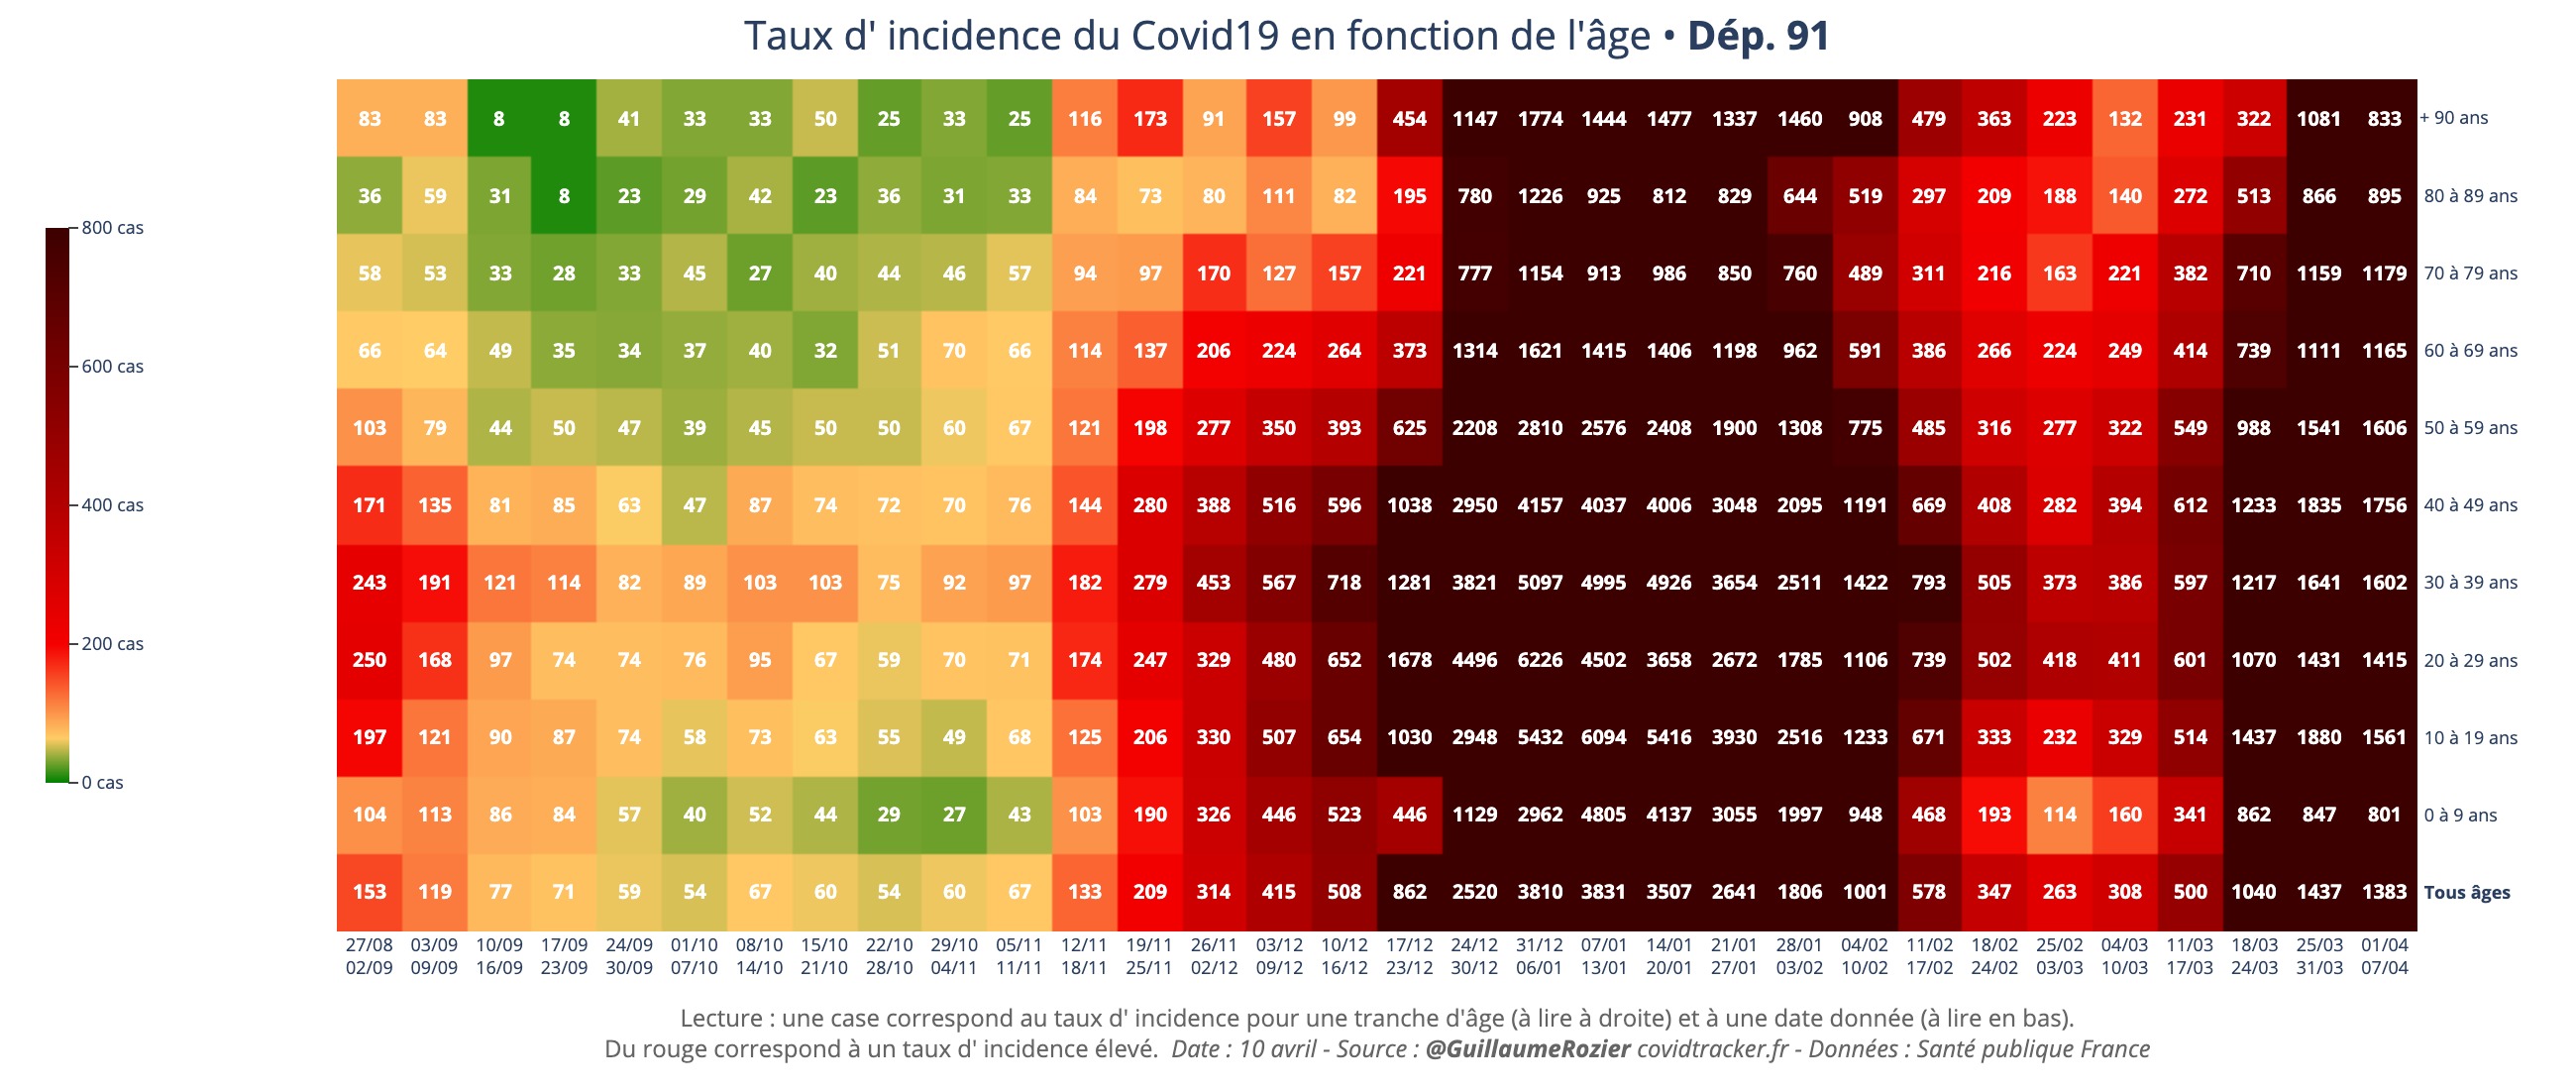 Taux d' incidence du Covid19 en fonction de l'âge • Dép. 91
83 83 8 8 41 33 33 50 25 33 25 116 173 91 157 99 454 1147 1774 1444 1477 1337 1460 908 479 363 223 132 231 322 1081 833 + 90 ans
36 59 31 8 23 29 42 23 36 31 33 84 73 80 111 82 195 780 1226 925 812 829 644 519 297 209 188 140 272 513 866 895 80 à 89 ans
58 53 33 28 33 45 27 40 44 46 57 94 97 170 127 157 221 777 1154 913 986 850 760 489 311 216 163 221 382 710 1159 1179 70 à 79 ans
66 64 49 35 34 37 40 32 51 70 66 114 137 206 224 264 373 1314 1621 1415 1406 1198 962 591 386 266 224 249 414 739 1111 1165 60 à 69 ans
103 79 44 50 47 39 45 50 50 60 67 121 198 277 350 393 625 2208 2810 2576 2408 1900 1308 775 485 316 277 322 549 988 1541 1606 50 à 59 ans
171 135 81 85 63 47 87 74 72 70 76 144 280 388 516 596 1038 2950 4157 4037 4006 3048 2095 1191 669 408 282 394 612 1233 1835 1756 40 à 49 ans
243 191 121 114 82 89 103 103 75 92 97 182 279 453 567 718 1281 3821 5097 4995 4926 3654 2511 1422 793 505 373 386 597 1217 1641 1602 30 à 39 ans
250 168 97 74 74 76 95 67 59 70 71 174 247 329 480 652 1678 4496 6226 4502 3658 2672 1785 1106 739 502 418 411 601 1070 1431 1415 20 à 29 ans
197 121 90 87 74 58 73 63 55 49 68 125 206 330 507 654 1030 2948 5432 6094 5416 3930 2516 1233 671 333 232 329 514 1437 1880 1561 10 à 19 ans
104 113 86 84 57 40 52 44 29 27 43 103 190 326 446 523 446 1129 2962 4805 4137 3055 1997 948 468 193 114 160 341 862 847 801 0 à 9 ans
153 119 77 71 59 54 67 60 54 60 67 133 209 314 415 508 862 2520 3810 3831 3507 2641 1806 1001 578 347 263 308 500 1040 1437 1383 Tous âges
27/08 03/09 10/09 17/09 24/09 01/10 08/10 15/10 22/10 29/10 05/11 12/11 19/11 26/11 03/12 10/12 17/12 24/12 31/12 07/01 14/01 21/01 28/01 04/02 11/02 18/02 25/02 04/03 11/03 18/03 25/03 01/04
02/09 09/09 16/09 23/09 30/09 07/10 14/10 21/10 28/10 04/11 11/11 18/11 25/11 02/12 09/12 16/12 23/12 30/12 06/01 13/01 20/01 27/01 03/02 10/02 17/02 24/02 03/03 10/03 17/03 24/03 31/03 07/04
800 cas
600 cas
400 cas
200 cas
0 cas
Lecture : une case correspond au taux d' incidence pour une tranche d'âge (à lire à droite) et à une date donnée (à lire en bas).
Du rouge correspond à un taux d' incidence élevé. Date : 10 avril - Source : @GuillaumeRozier covidtracker.fr - Données : Santé publique France